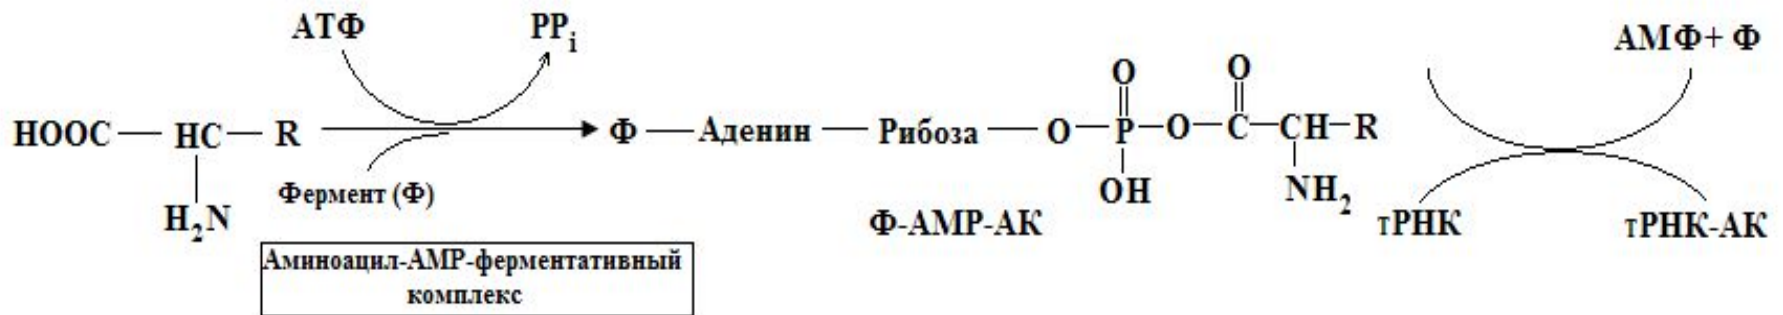 АТФ PPi АМФ+ Ф
O O
HOOC — HC — R Ф — Аденин — Рибоза — O — P — O — C — CH — R
Фермент (Ф) OH NH2
H2N Ф-АМР-АК тРНК тРНК-АК
Аминоацил-АМР-ферментативный
комплекс